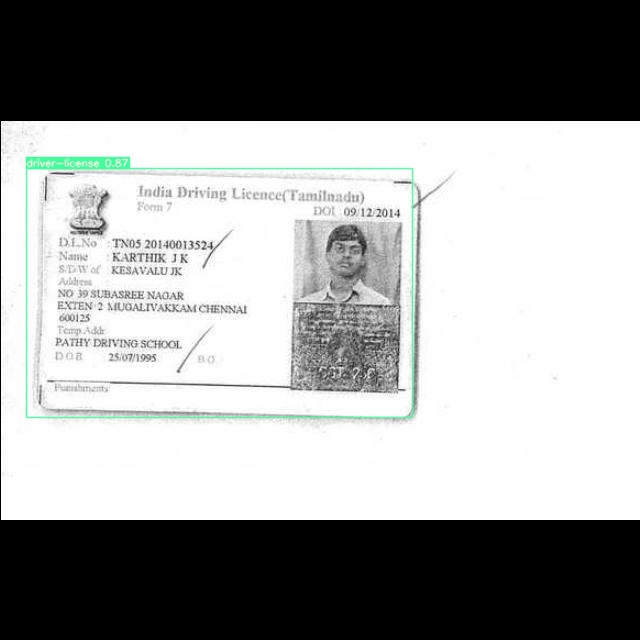 driver-license 0.87
India Driving Licence(Tamilnadu)
Form 7
DOI 09/12/2014
D.L.No : TN05 20140013524
Name : KARTHIK J K
S/D/W of : KESAVALU JK
Address :
NO 39 SUBASREE NAGAR
EXTEN 2 MUGALIVAKKAM CHENNAI
600125
Temp.Addr.
PATHY DRIVING SCHOOL
D.O.B. 25/07/1995 B.G.
Punishments